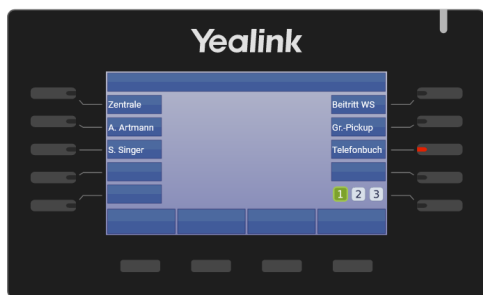 Yealink
Zentrale
Beitritt WS
A. Artmann
Gr.-Pickup
S. Singer
Telefonbuch
1 2 3